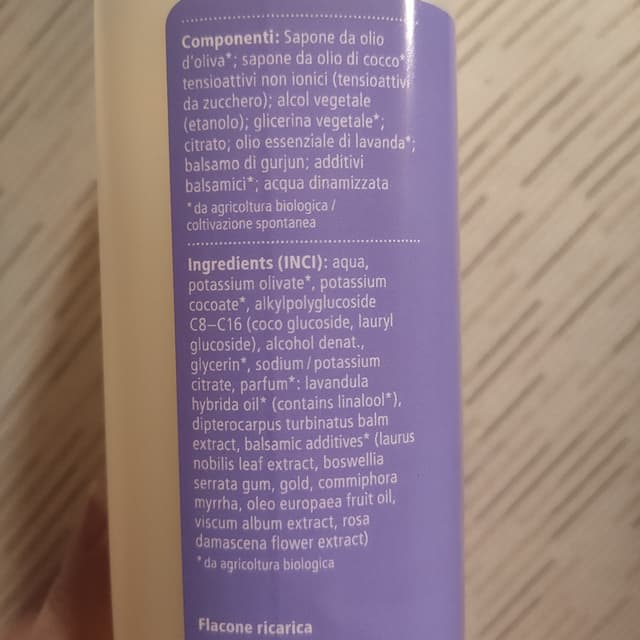 Componenti: Sapone da olio
d'oliva*; sapone da olio di cocco*
tensioattivi non ionici (tensioattivi
da zucchero); alcol vegetale
(etanolo); glicerina vegetale*;
citrato; olio essenziale di lavanda*;
balsamo di gurjun; additivi
balsamici*; acqua dinamizzata
*da agricoltura biologica /
coltivazione spontanea
Ingredients (INCI): aqua,
potassium olivate*, potassium
cocoate*, alkylpolyglucoside
C8–C16 (coco glucoside, lauryl
glucoside), alcohol denat.,
glycerin*, sodium/potassium
citrate, parfum*: lavandula
hybrida oil* (contains linalool*),
dipterocarpus turbinatus balm
extract, balsamic additives* (laurus
nobilis leaf extract, boswellia
serrata gum, gold, commiphora
myrrha, oleo europaea fruit oil,
viscum album extract, rosa
damascena flower extract)
*da agricoltura biologica
Flacone ricarica